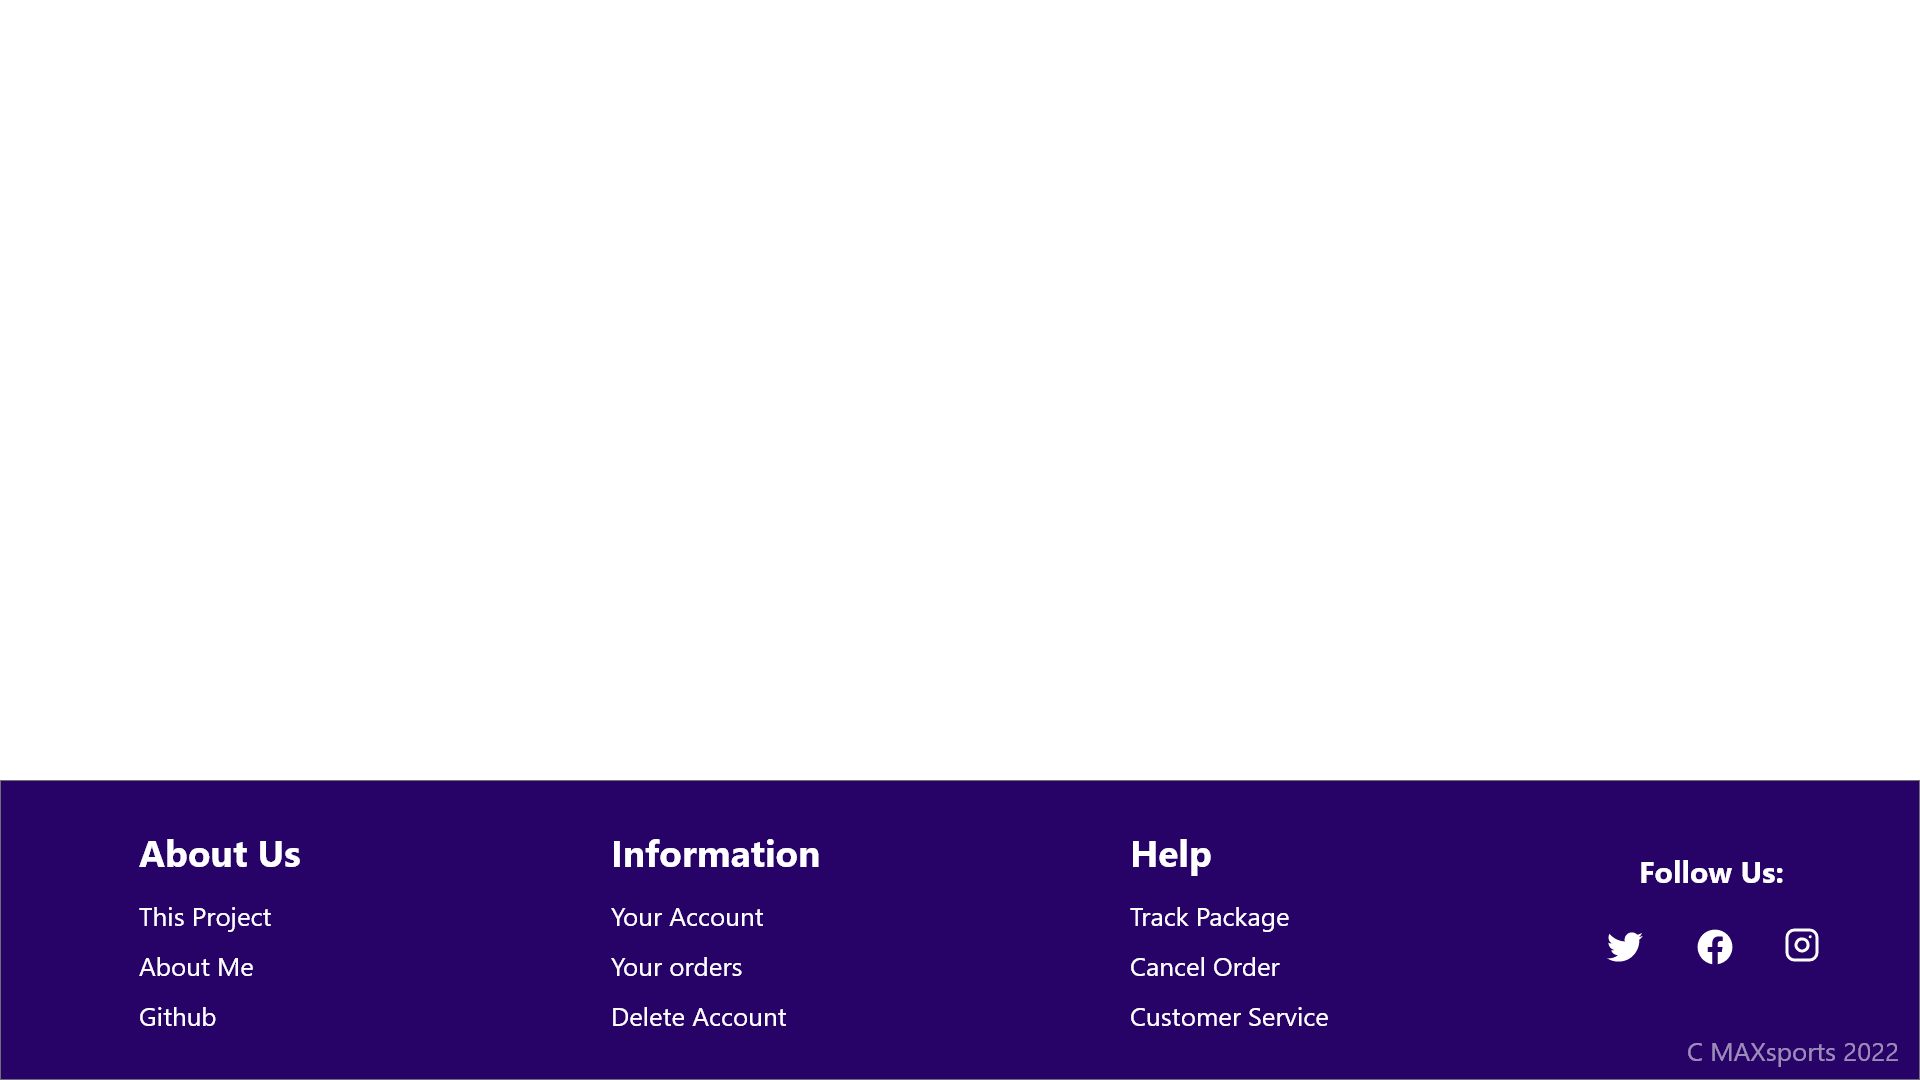 About Us
This Project
About Me
Github
Information
Your Account
Your orders
Delete Account
Help
Track Package
Cancel Order
Customer Service
Follow Us:
C MAXsports 2022